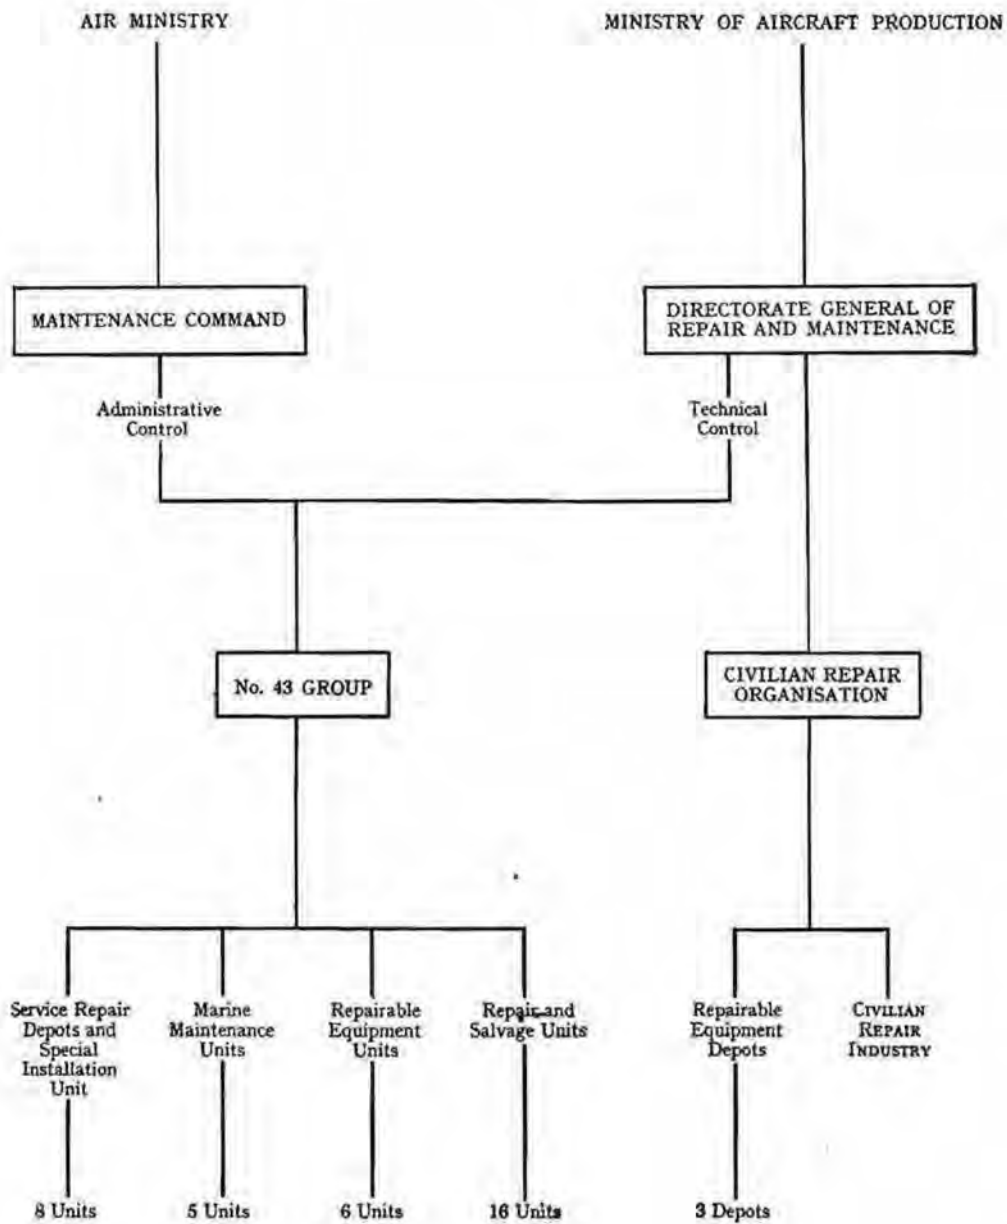 AIR MINISTRY
MINISTRY OF AIRCRAFT PRODUCTION
MAINTENANCE COMMAND
DIRECTORATE GENERAL OF
REPAIR AND MAINTENANCE
Administrative
Control
Technical
Control
No. 43 GROUP
CIVILIAN REPAIR
ORGANISATION
Service Repair
Depots and
Special
Installation
Unit
Marine
Maintenance
Units
Repairable
Equipment
Units
Repair and
Salvage Units
Repairable
Equipment
Depots
CIVILIAN
REPAIR
INDUSTRY
8 Units
5 Units
6 Units
16 Units
3 Depots